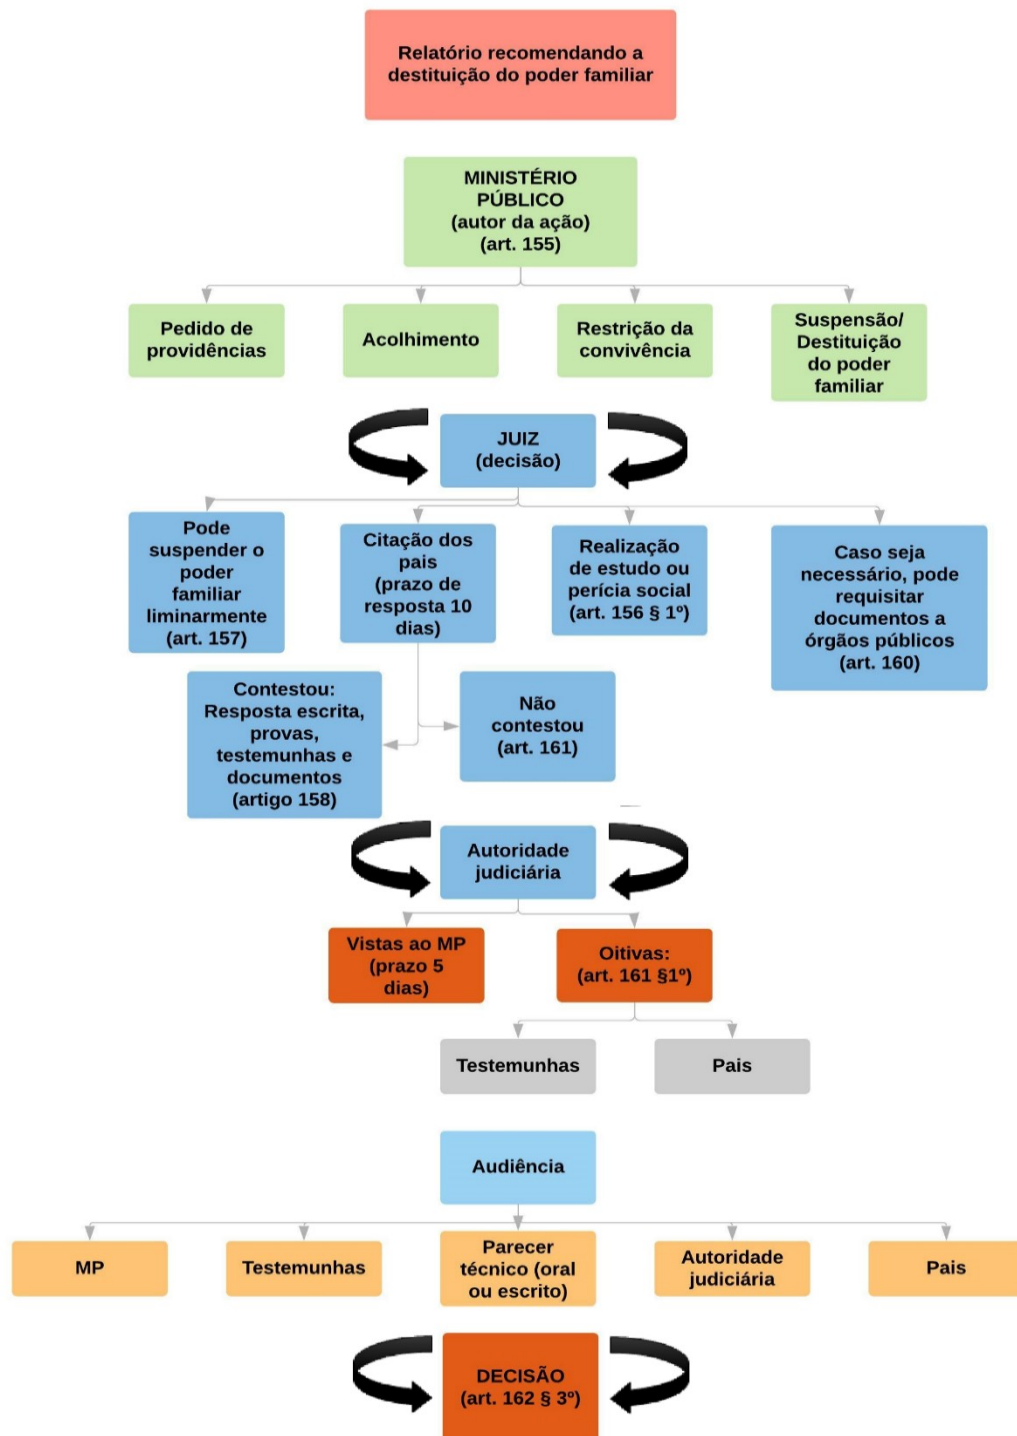 Relatório recomendando a
destituição do poder familiar
MINISTÉRIO
PÚBLICO
(autor da ação)
(art. 155)
Pedido de
providências
Acolhimento
Restrição da
convivência
Suspensão/
Destituição
do poder
familiar
JUIZ
(decisão)
Pode
suspender o
poder
familiar
liminarmente
(art. 157)
Citação dos
pais
(prazo de
resposta 10
dias)
Realização
de estudo ou
perícia social
(art. 156 § 1º)
Caso seja
necessário, pode
requisitar
documentos a
órgãos públicos
(art. 160)
Contestou:
Resposta escrita,
provas,
testemunhas e
documentos
(artigo 158)
Não
contestou
(art. 161)
Autoridade
judiciária
Vistas ao MP
(prazo 5
dias)
Oitivas:
(art. 161 §1º)
Testemunhas
Pais
Audiência
MP
Testemunhas
Parecer
técnico (oral
ou escrito)
Autoridade
judiciária
Pais
DECISÃO
(art. 162 § 3º)